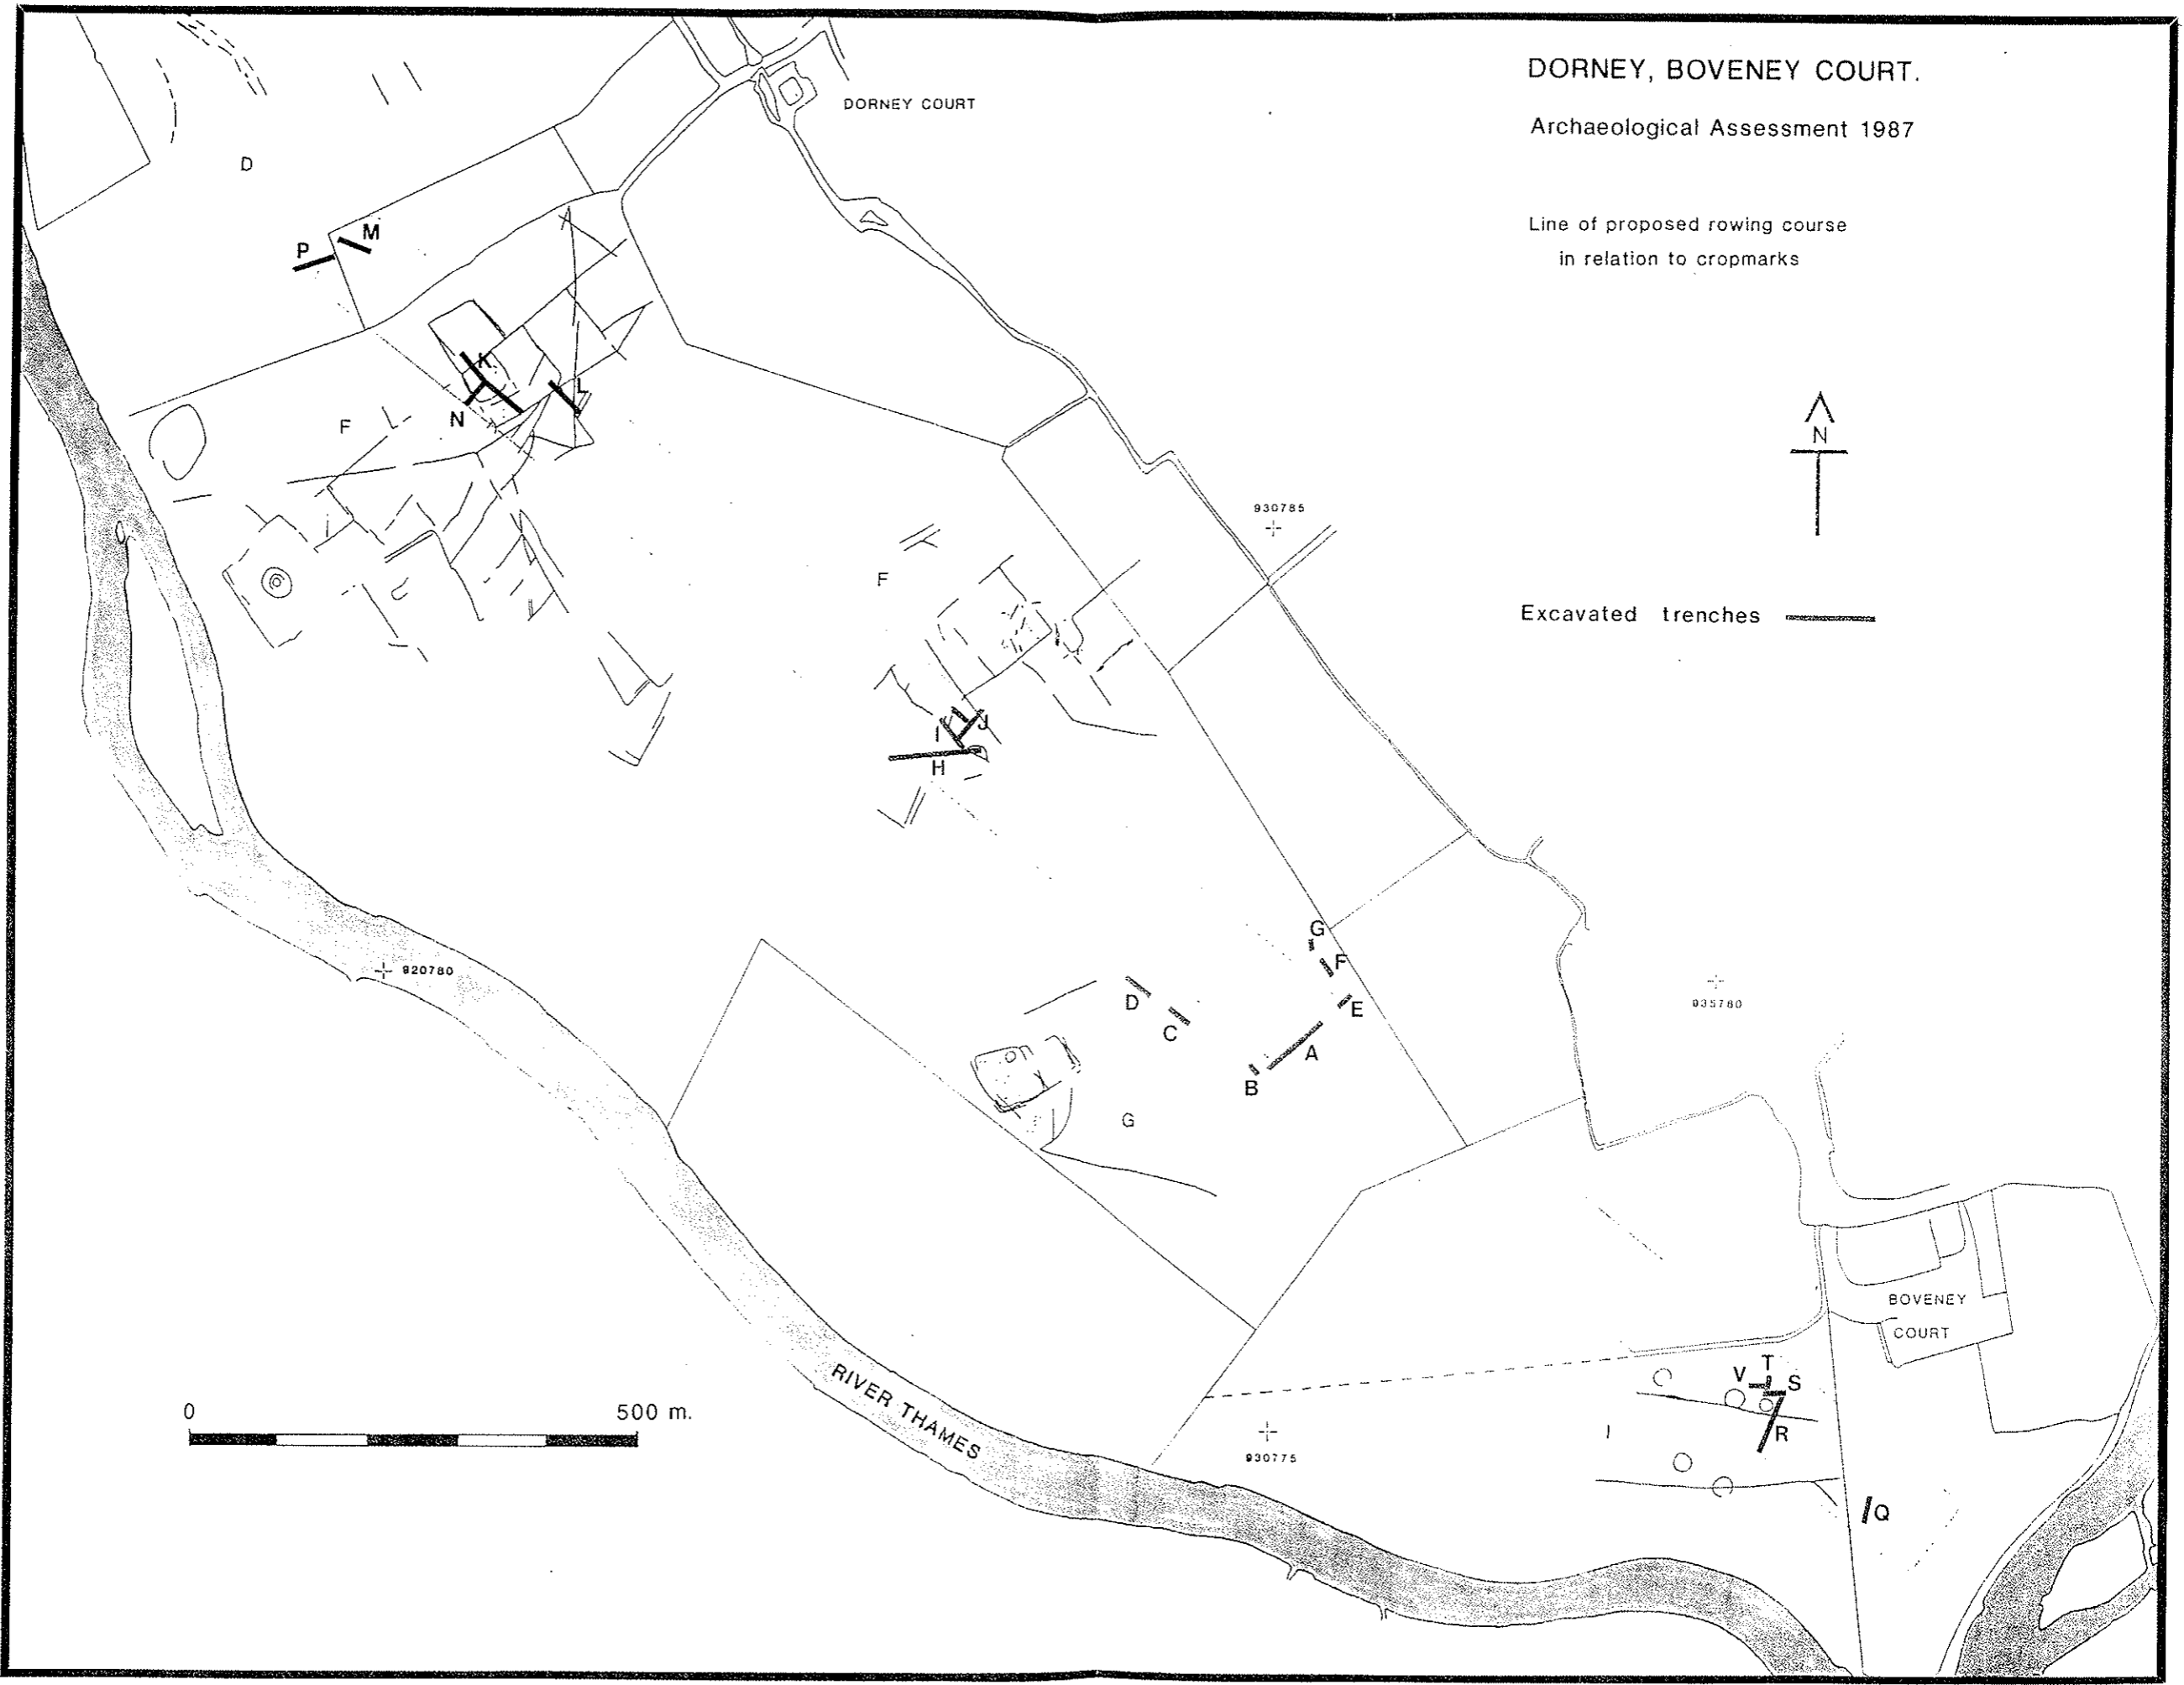 DORNEY, BOVENEY COURT.
Archaeological Assessment 1987
Line of proposed rowing course
in relation to cropmarks
N
Excavated trenches
DORNEY COURT
D
P
M
K
L
N
F
930785
F
I
J
H
G
F
E
D
C
A
B
G
920780
935780
BOVENEY
COURT
RIVER THAMES
0 500 m.
930775
T
V
S
R
I
Q